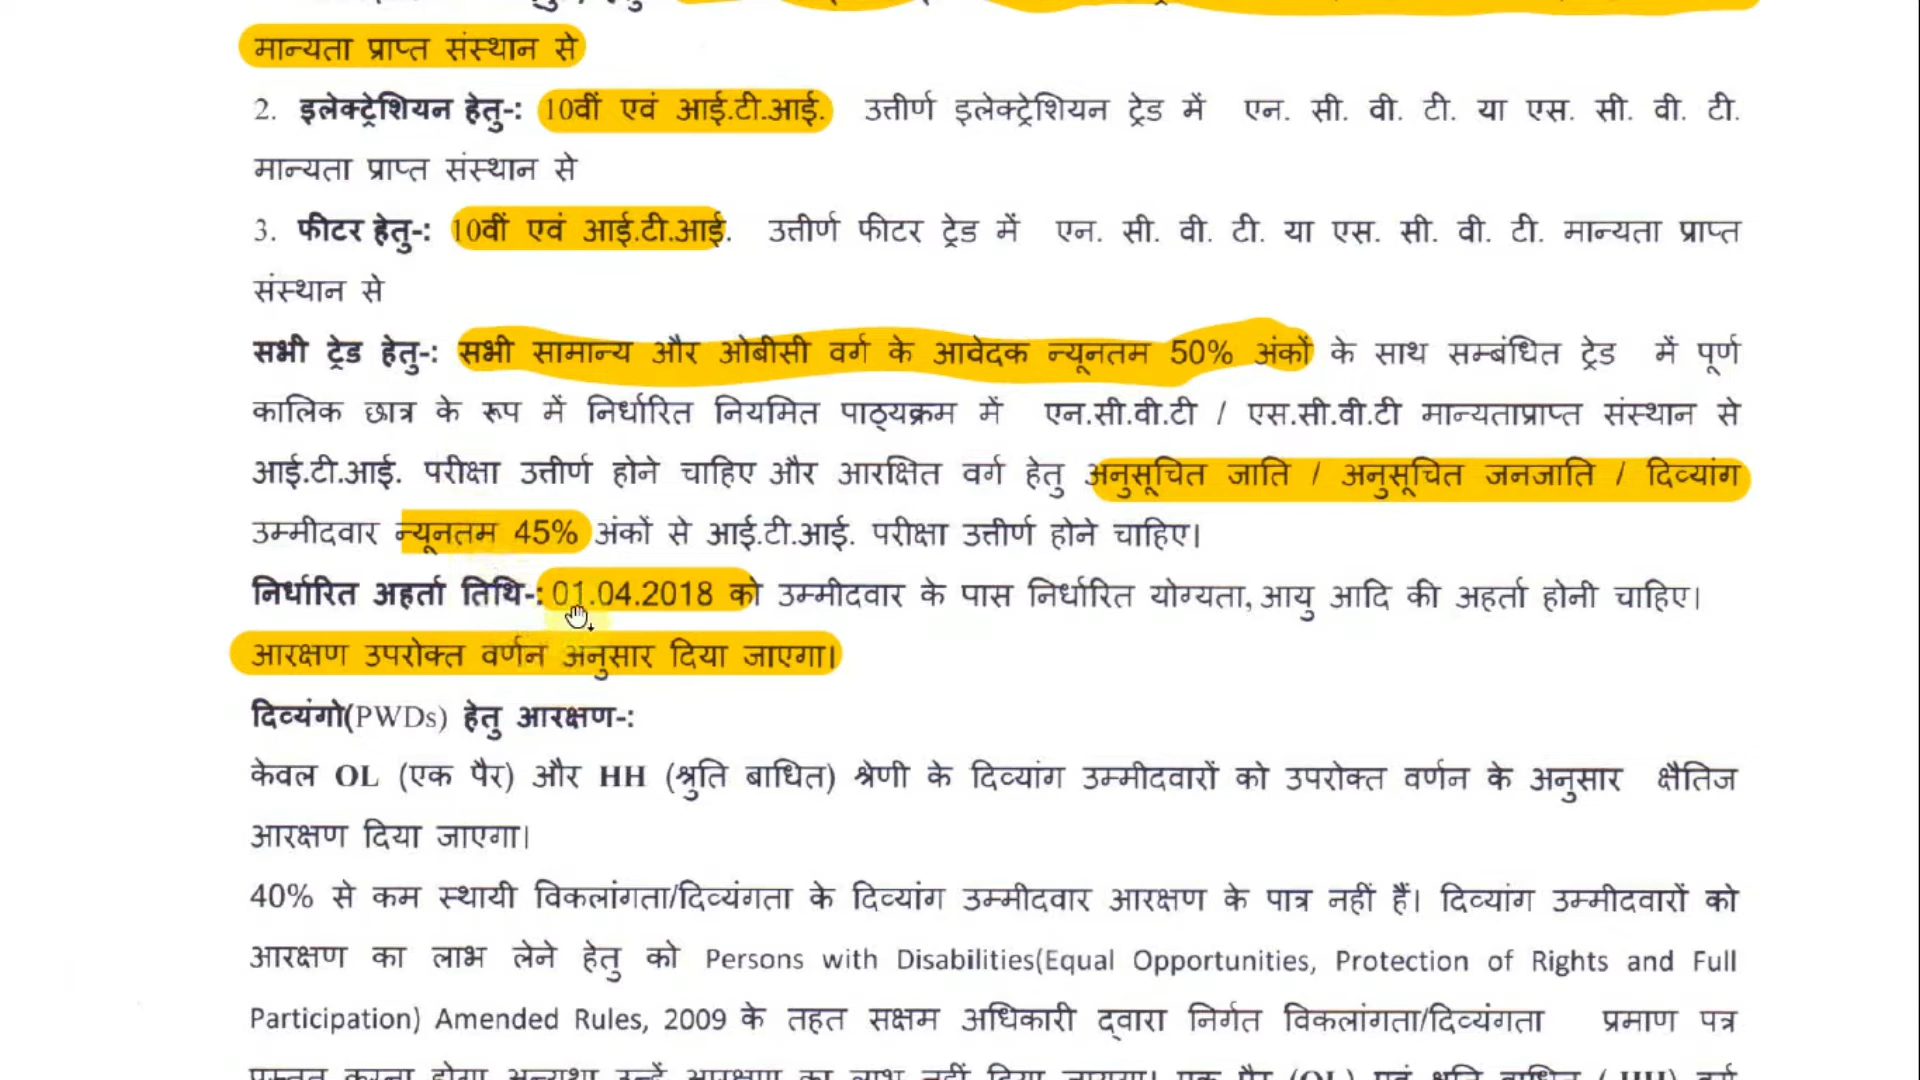 मान्यता प्राप्त संस्थान से
2. इलेक्ट्रेशियन हेतु-: 10वीं एवं आई.टी.आई. उत्तीर्ण इलेक्ट्रेशियन ट्रेड में एन. सी. वी. टी. या एस. सी. वी. टी.
मान्यता प्राप्त संस्थान से
3. फीटर हेतु-: 10वीं एवं आई.टी.आई. उत्तीर्ण फीटर ट्रेड में एन. सी. वी. टी. या एस. सी. वी. टी. मान्यता प्राप्त
संस्थान से
सभी ट्रेड हेतु-: सभी सामान्य और ओबीसी वर्ग के आवेदक न्यूनतम 50% अंकों के साथ सम्बंधित ट्रेड में पूर्ण
कालिक छात्र के रूप में निर्धारित नियमित पाठ्यक्रम में एन.सी.वी.टी / एस.सी.वी.टी मान्यताप्राप्त संस्थान से
आई.टी.आई. परीक्षा उत्तीर्ण होने चाहिए और आरक्षित वर्ग हेतु अनुसूचित जाति / अनुसूचित जनजाति / दिव्यांग
उम्मीदवार न्यूनतम 45% अंकों से आई.टी.आई. परीक्षा उत्तीर्ण होने चाहिए।
निर्धारित अहर्ता तिथि-: 01.04.2018 को उम्मीदवार के पास निर्धारित योग्यता, आयु आदि की अहर्ता होनी चाहिए।
आरक्षण उपरोक्त वर्णन अनुसार दिया जाएगा।
दिव्यंगो(PWDs) हेतु आरक्षण-:
केवल OL (एक पैर) और HH (श्रुति बाधित) श्रेणी के दिव्यांग उम्मीदवारों को उपरोक्त वर्णन के अनुसार क्षैतिज
आरक्षण दिया जाएगा।
40% से कम स्थायी विकलांगता/दिव्यंगता के दिव्यांग उम्मीदवार आरक्षण के पात्र नहीं हैं। दिव्यांग उम्मीदवारों को
आरक्षण का लाभ लेने हेतु को Persons with Disabilities(Equal Opportunities, Protection of Rights and Full
Participation) Amended Rules, 2009 के तहत सक्षम अधिकारी द्वारा निर्गत विकलांगता/दिव्यंगता प्रमाण पत्र